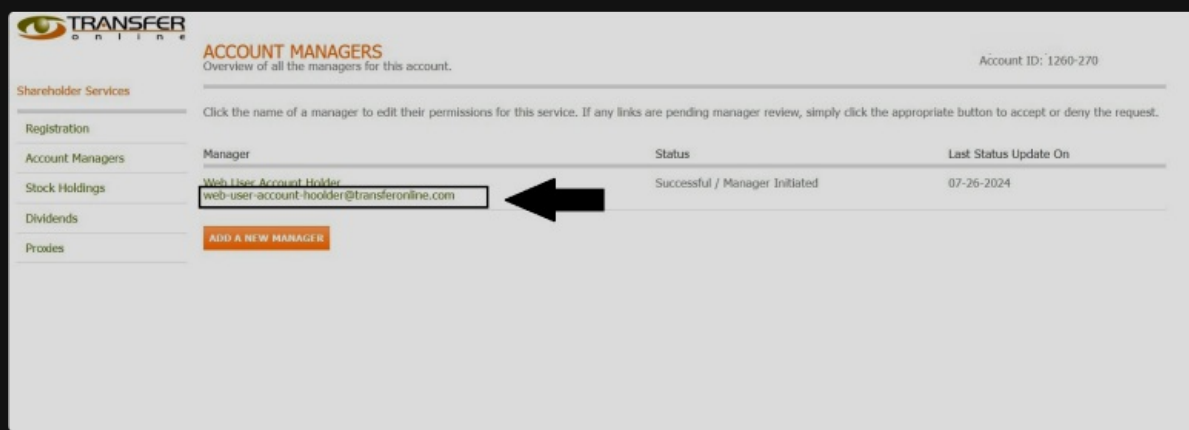 TRANSFER
online
ACCOUNT MANAGERS
Overview of all the managers for this account.
Account ID: 1260-270
Shareholder Services
Click the name of a manager to edit their permissions for this service. If any links are pending manager review, simply click the appropriate button to accept or deny the request.
Registration
Account Managers
Stock Holdings
Dividends
Proxies
Manager Status Last Status Update On
Web User Account Holder Successful / Manager Initiated 07-26-2024
web-user-account-hoolder@transferonline.com
ADD A NEW MANAGER